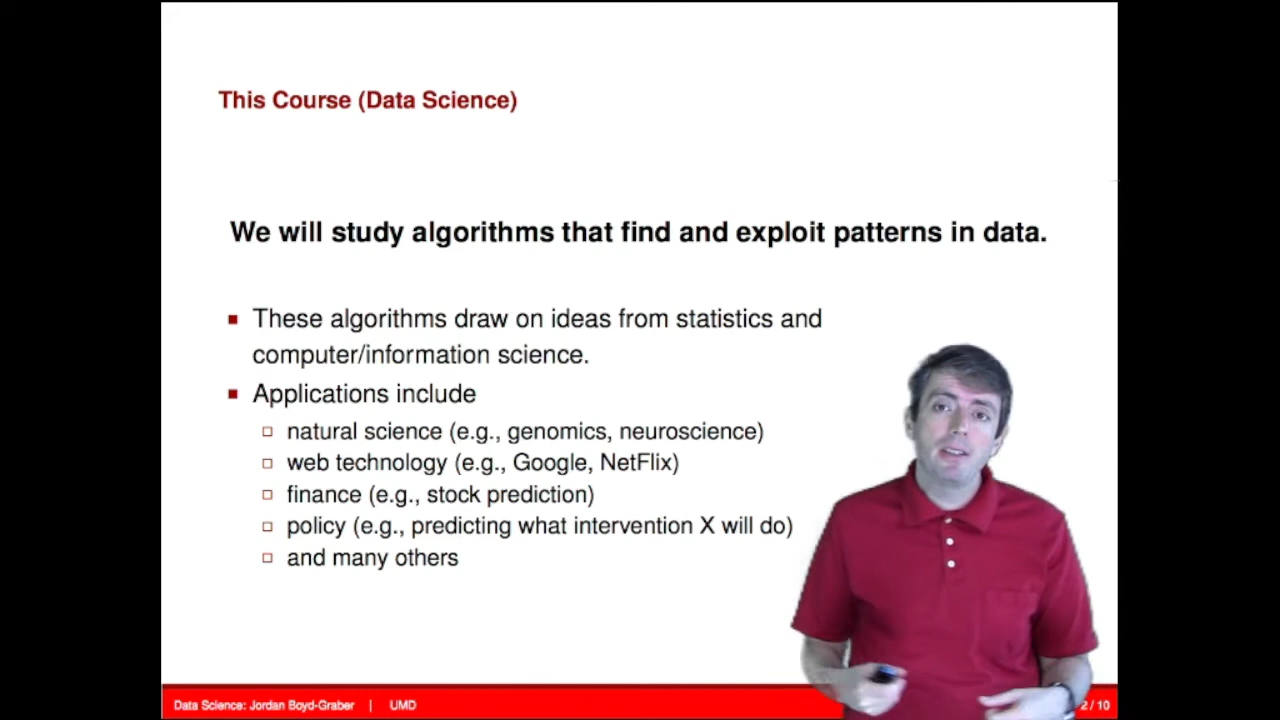 This Course (Data Science)
We will study algorithms that find and exploit patterns in data.
These algorithms draw on ideas from statistics and
computer/information science.
Applications include
natural science (e.g., genomics, neuroscience)
web technology (e.g., Google, NetFlix)
finance (e.g., stock prediction)
policy (e.g., predicting what intervention X will do)
and many others
Data Science: Jordan Boyd-Graber | UMD
2 / 10